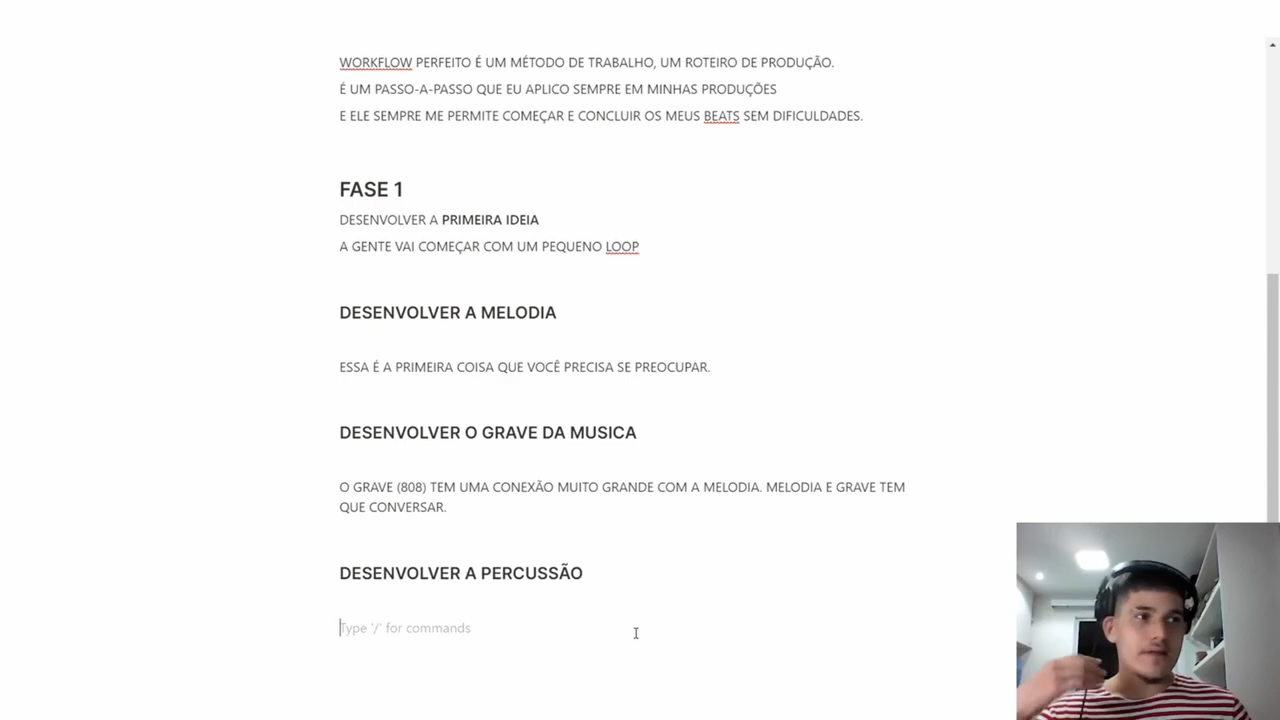 WORKFLOW PERFEITO É UM MÉTODO DE TRABALHO, UM ROTEIRO DE PRODUÇÃO.
É UM PASSO-A-PASSO QUE EU APLICO SEMPRE EM MINHAS PRODUÇÕES
E ELE SEMPRE ME PERMITE COMEÇAR E CONCLUIR OS MEUS BEATS SEM DIFICULDADES.
FASE 1
DESENVOLVER A PRIMEIRA IDEIA
A GENTE VAI COMEÇAR COM UM PEQUENO LOOP
DESENVOLVER A MELODIA
ESSA É A PRIMEIRA COISA QUE VOCÊ PRECISA SE PREOCUPAR.
DESENVOLVER O GRAVE DA MUSICA
O GRAVE (808) TEM UMA CONEXÃO MUITO GRANDE COM A MELODIA. MELODIA E GRAVE TEM
QUE CONVERSAR.
DESENVOLVER A PERCUSSÃO
Type '/' for commands